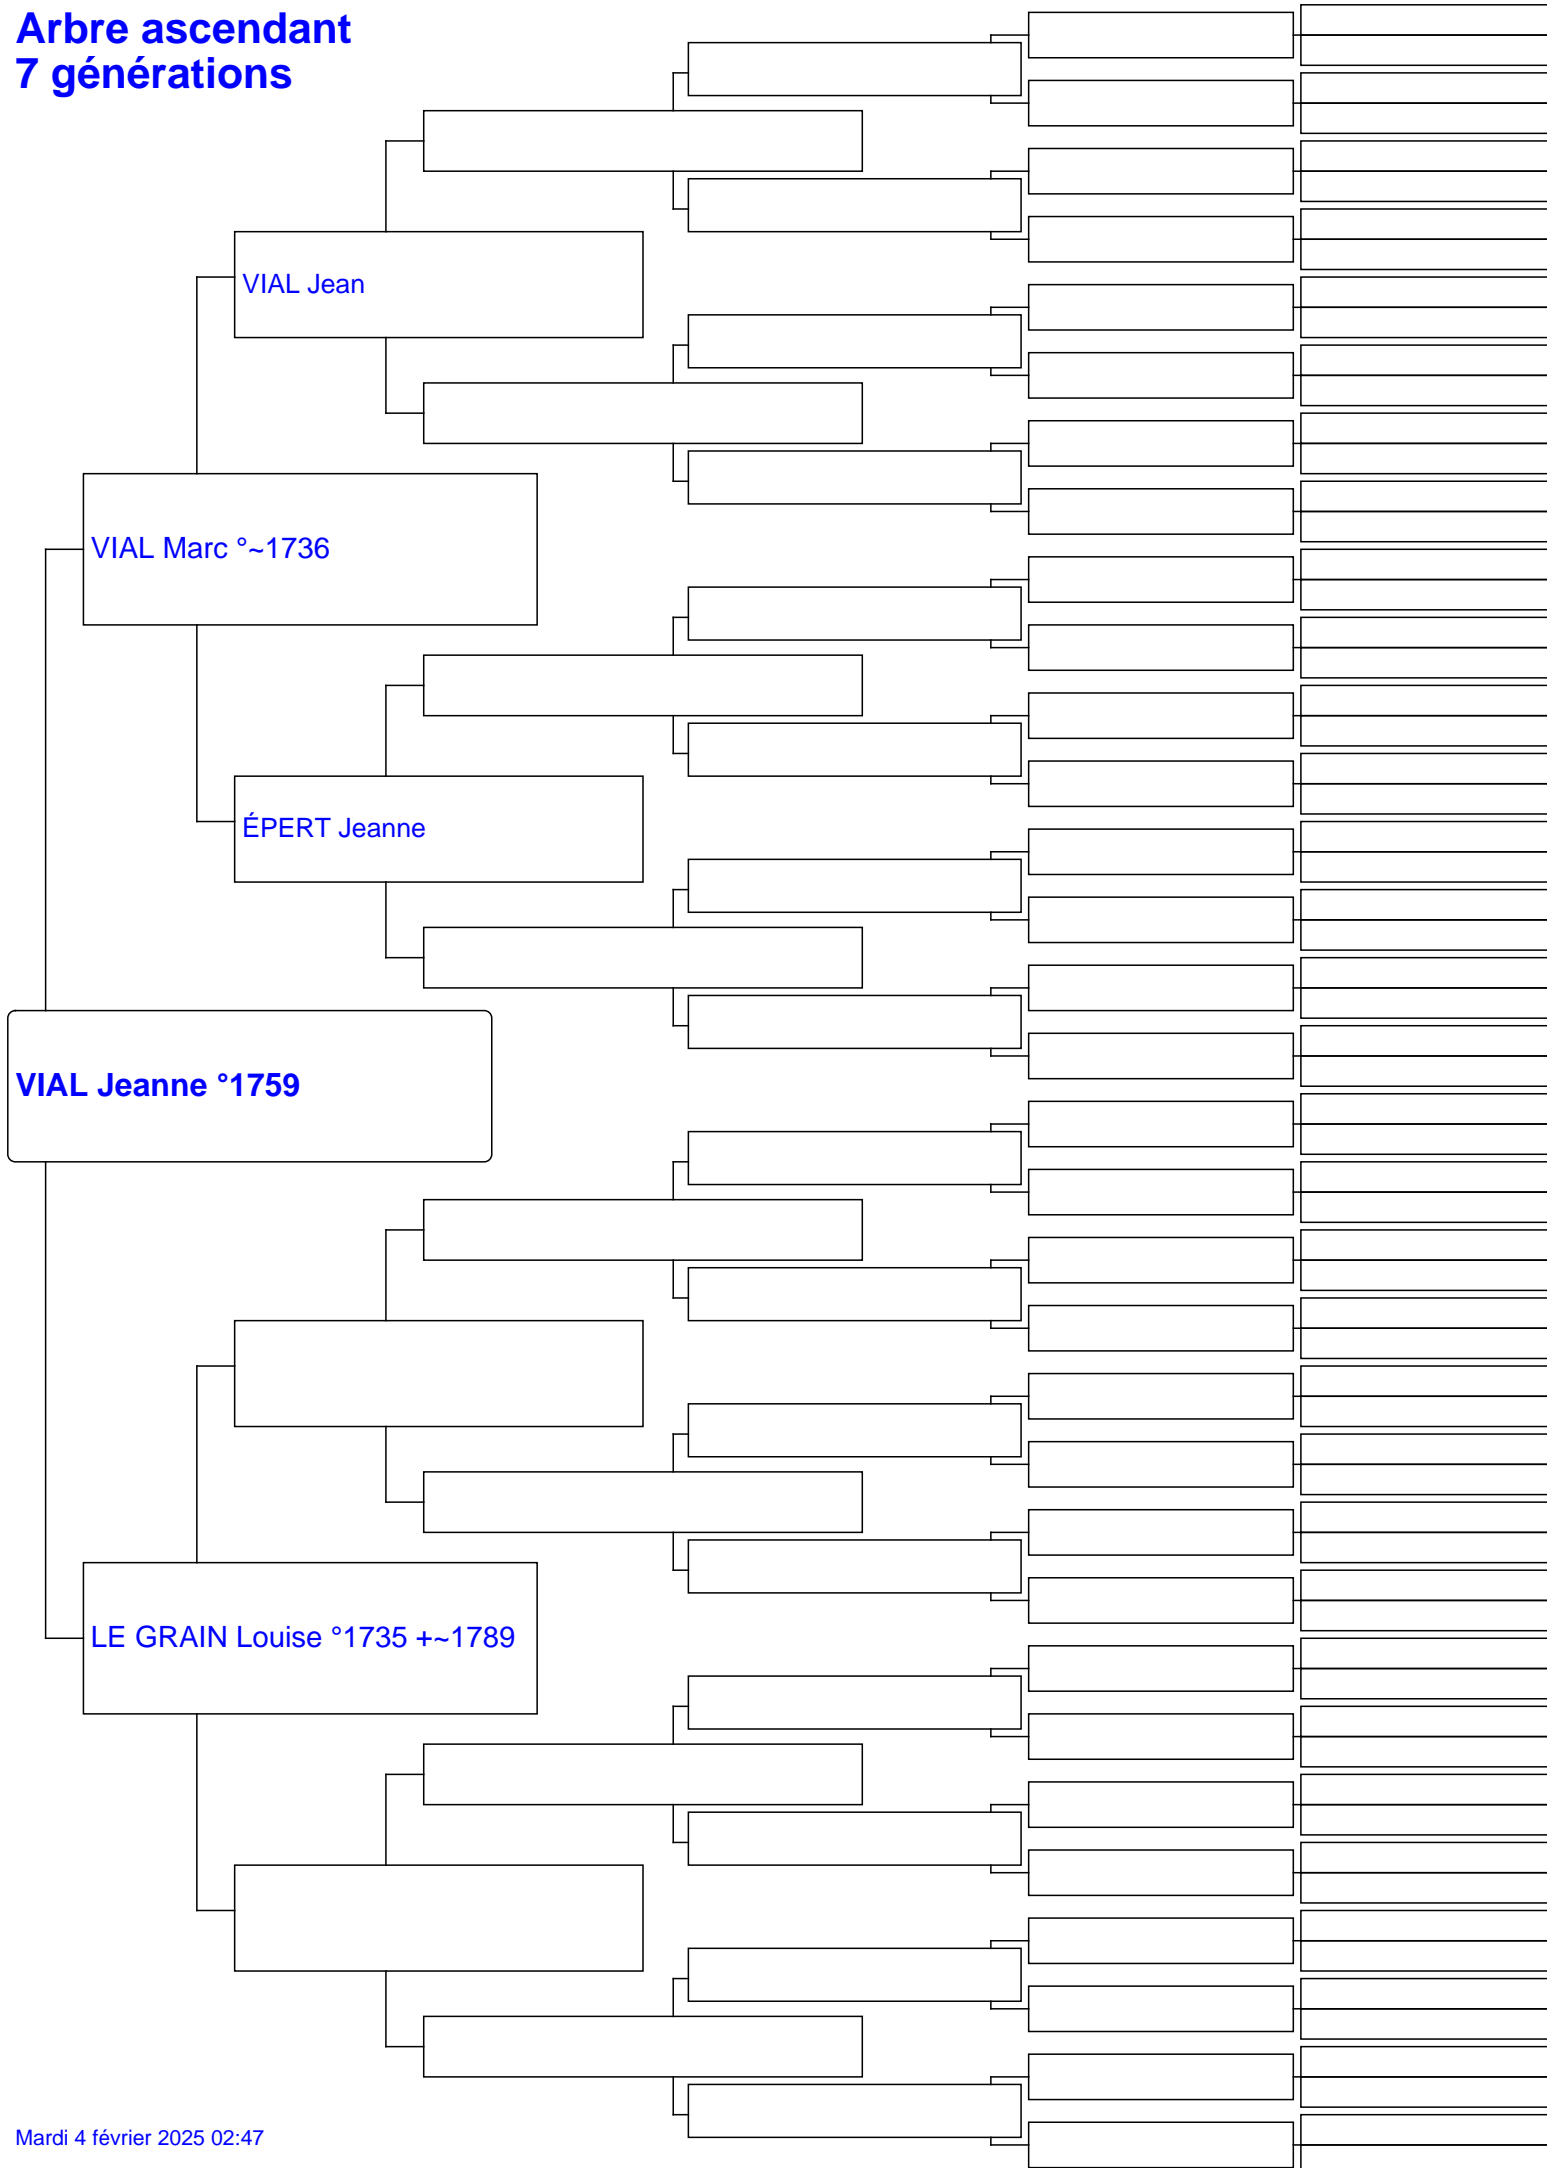 Arbre ascendant
7 générations
VIAL Jean
VIAL Marc °~1736
ÉPERT Jeanne
VIAL Jeanne °1759
LE GRAIN Louise °1735 +~1789
Mardi 4 février 2025 02:47